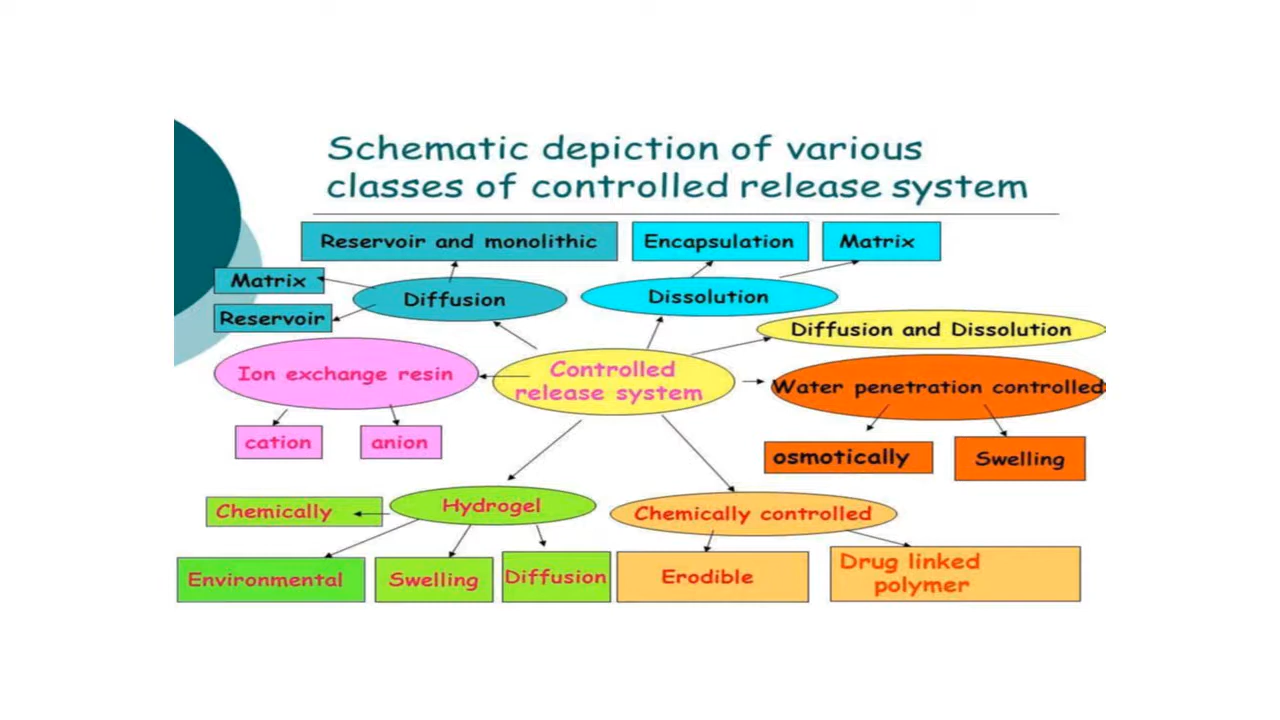 Schematic depiction of various
classes of controlled release system
Reservoir and monolithic
Encapsulation
Matrix
Matrix
Diffusion
Dissolution
Reservoir
Diffusion and Dissolution
Ion exchange resin
Controlled
release system
Water penetration controlled
cation
anion
osmotically
Swelling
Chemically
Hydrogel
Chemically controlled
Environmental
Swelling
Diffusion
Erodible
Drug linked
polymer